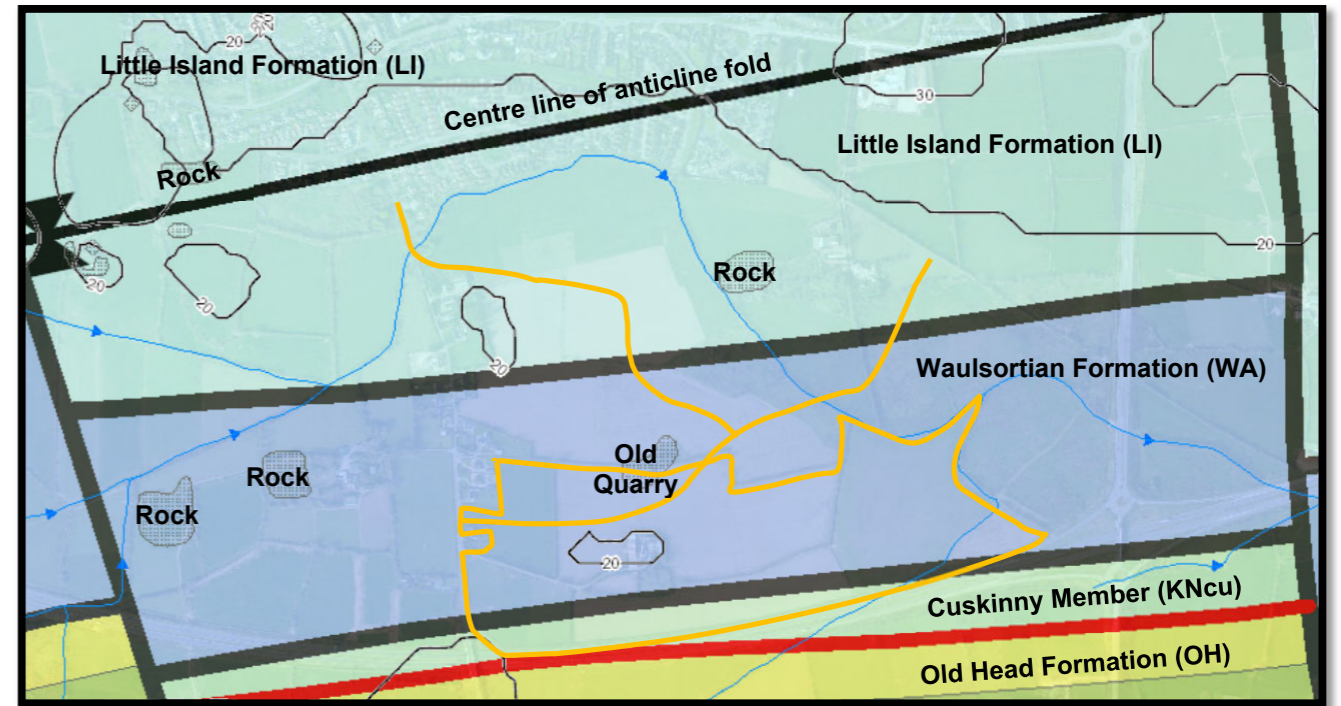 20
Little Island Formation (LI)
Centre line of anticline fold
30
Little Island Formation (LI)
Rock
20
Rock
20
20
20
Waulsortian Formation (WA)
Old
Quarry
Rock
Rock
20
Cuskinny Member (KNcu)
Old Head Formation (OH)